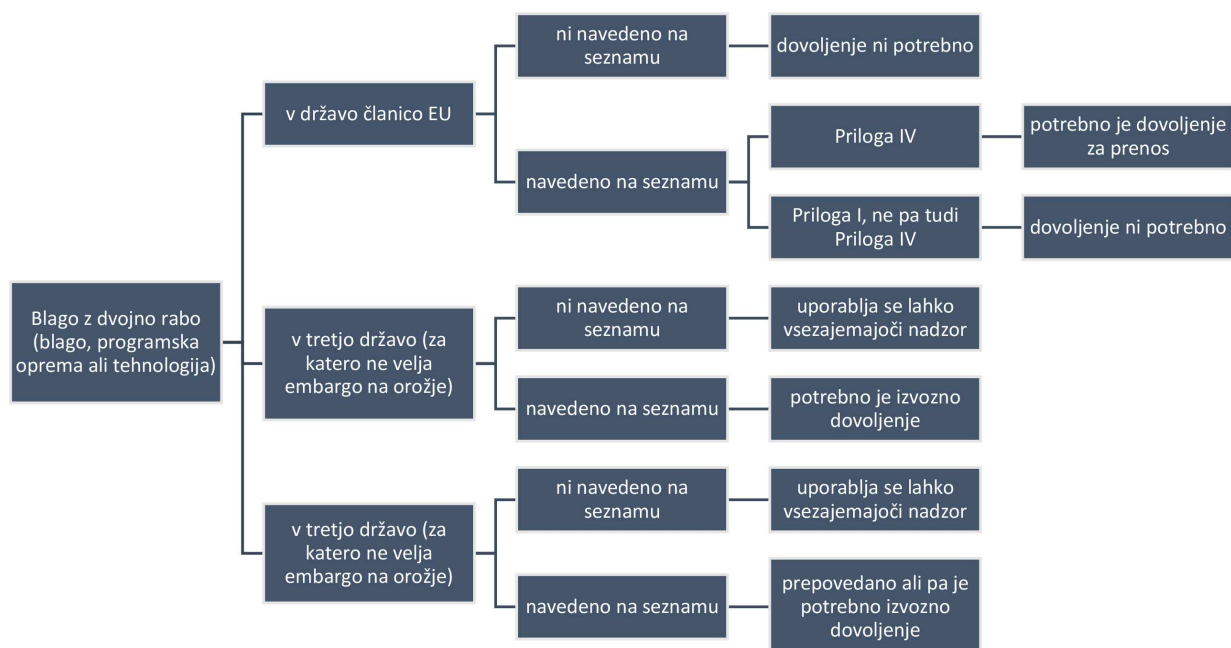 Blago z dvojno rabo
(blago, programska
oprema ali tehnologija)
v državo članico EU
ni navedeno na
seznamu
dovoljenje ni potrebno
navedeno na seznamu
Priloga IV
potrebno je dovoljenje
za prenos
Priloga I, ne pa tudi
Priloga IV
dovoljenje ni potrebno
v tretjo državo (za
katero ne velja
embargo na orožje)
ni navedeno na
seznamu
uporablja se lahko
vsezajemajoči nadzor
navedeno na seznamu
potrebno je izvozno
dovoljenje
v tretjo državo (za
katero ne velja
embargo na orožje)
ni navedeno na
seznamu
uporablja se lahko
vsezajemajoči nadzor
navedeno na seznamu
prepovedano ali pa je
potrebno izvozno
dovoljenje